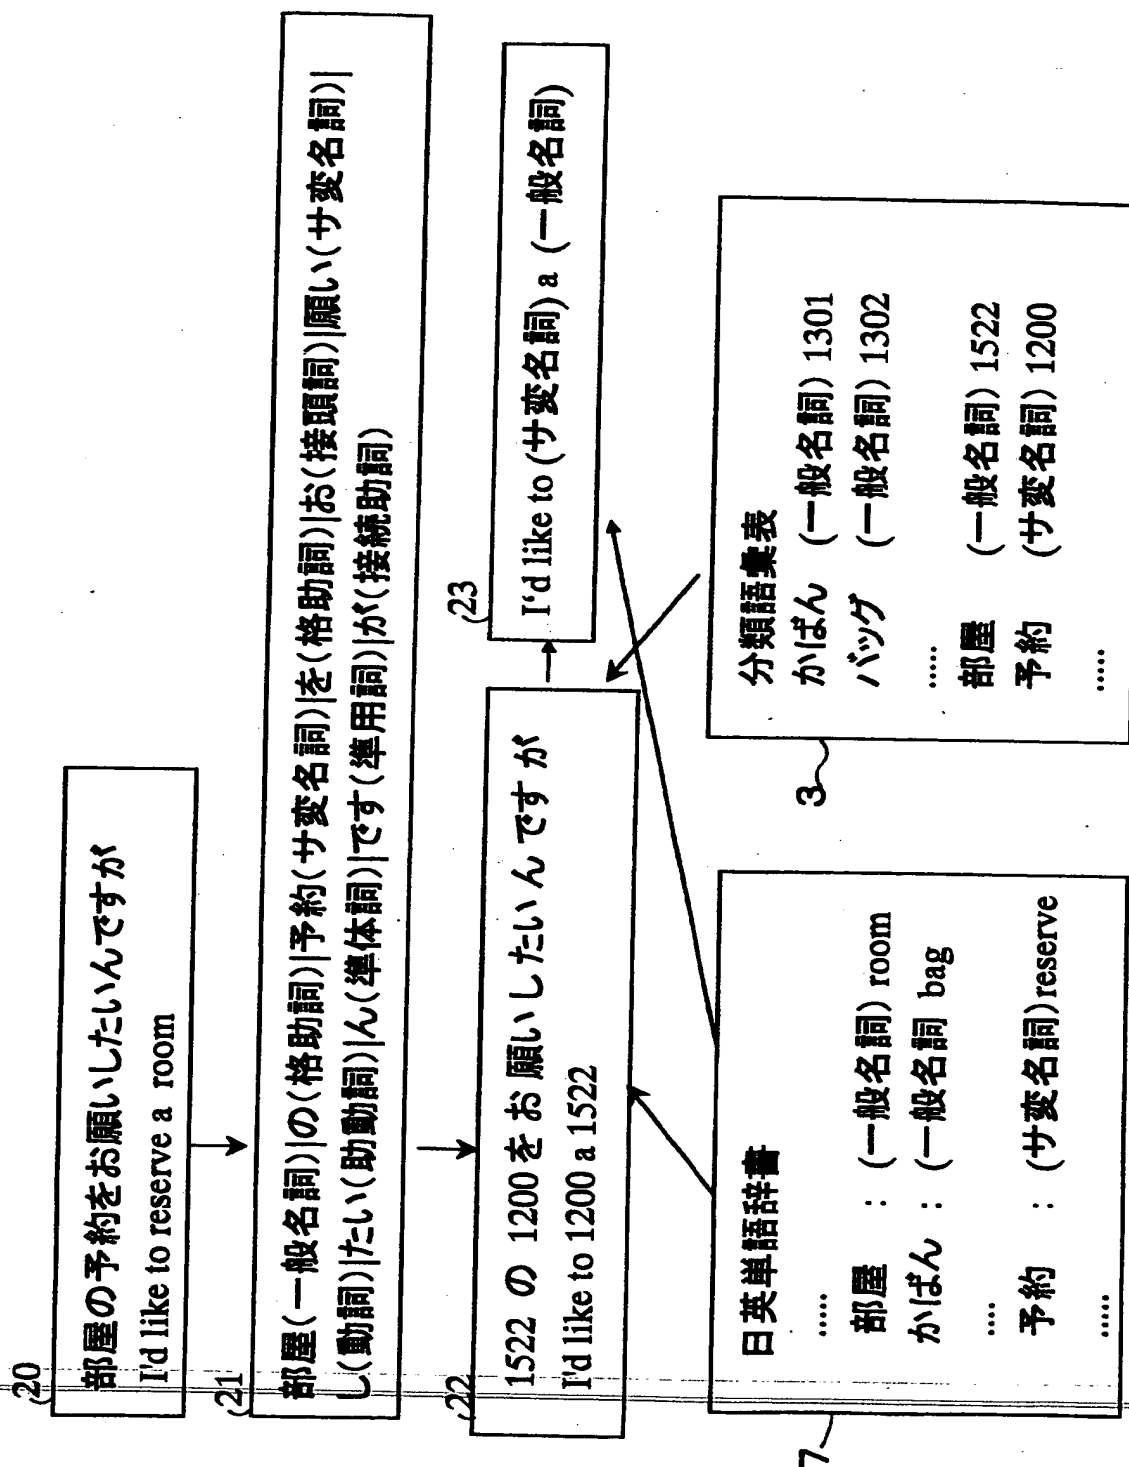 20
部屋の予約をお願いしたいんですが
I'd like to reserve a room
21
部屋(一般名詞)|の(格助詞)|予約(サ変名詞)|を(格助詞)|お(接頭詞)|願い(サ変名詞)|
し(動詞)|たい(助動詞)|ん(準体詞)|です(準用詞)|が(接続助詞)
22
1522 の 1200をお願いしたいんですが
I'd like to 1200 a 1522
23
I'd like to (サ変名詞) a (一般名詞)
7
日英単語辞書
.....
部屋 : (一般名詞) room
かばん : (一般名詞 bag
....
予約 : (サ変名詞)reserve
.....
3
分類語彙表
かばん (一般名詞) 1301
バッグ (一般名詞) 1302
.....
部屋 (一般名詞) 1522
予約 (サ変名詞) 1200
.....